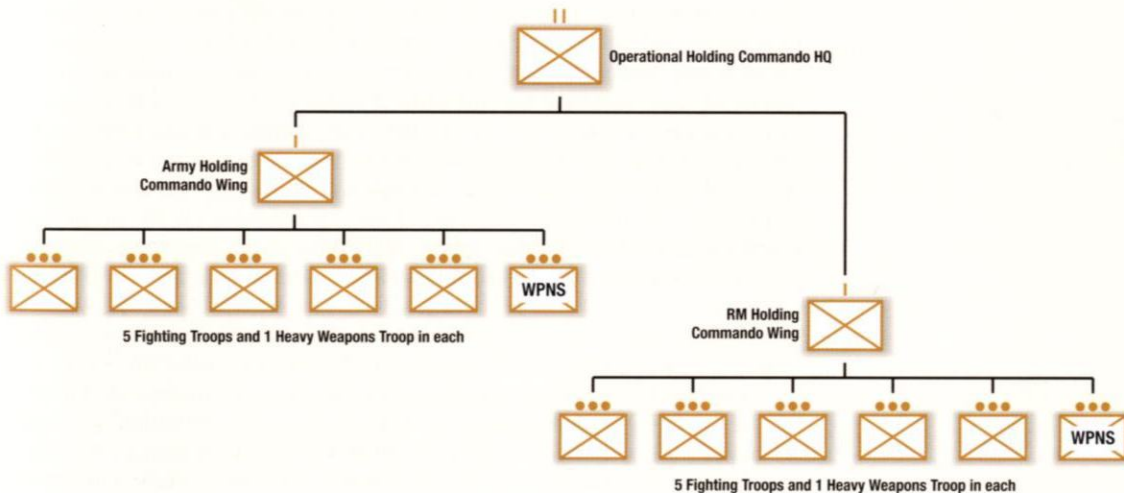 Operational Holding Commando HQ
Army Holding
Commando Wing
WPNS
5 Fighting Troops and 1 Heavy Weapons Troop in each
RM Holding
Commando Wing
WPNS
5 Fighting Troops and 1 Heavy Weapons Troop in each